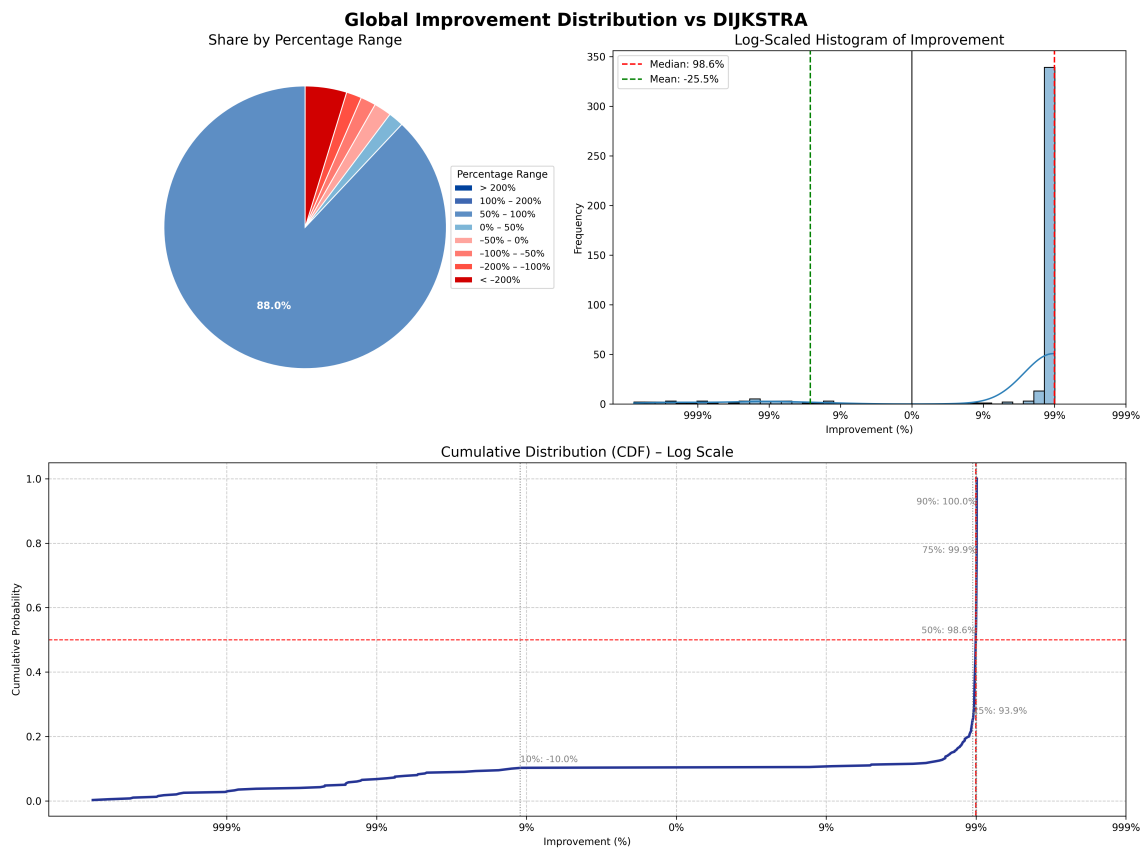 Global Improvement Distribution vs DIJKSTRA
Share by Percentage Range
88.0%
Percentage Range
> 200%
100% – 200%
50% – 100%
0% – 50%
–50% – 0%
–100% – –50%
–200% – –100%
< –200%
Log-Scaled Histogram of Improvement
Median: 98.6%
Mean: -25.5%
Frequency
350
300
250
200
150
100
50
0
999%
99%
9%
0%
9%
99%
999%
Improvement (%)
Cumulative Distribution (CDF) – Log Scale
Cumulative Probability
1.0
0.8
0.6
0.4
0.2
0.0
90%: 100.0%
75%: 99.9%
50%: 98.6%
25%: 93.9%
10%: -10.0%
999%
99%
9%
0%
9%
99%
999%
Improvement (%)